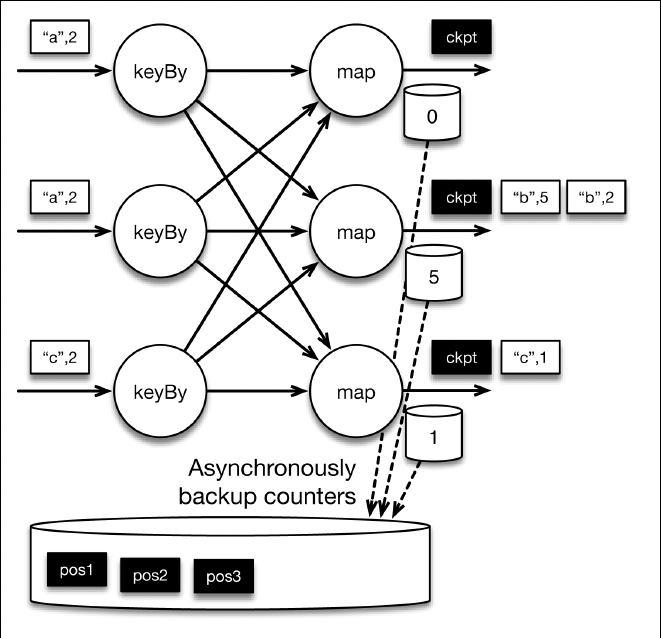 “a”,2
keyBy
map
ckpt
0
“a”,2
keyBy
map
ckpt
“b”,5
“b”,2
5
“c”,2
keyBy
map
ckpt
“c”,1
1
Asynchronously
backup counters
pos1
pos2
pos3